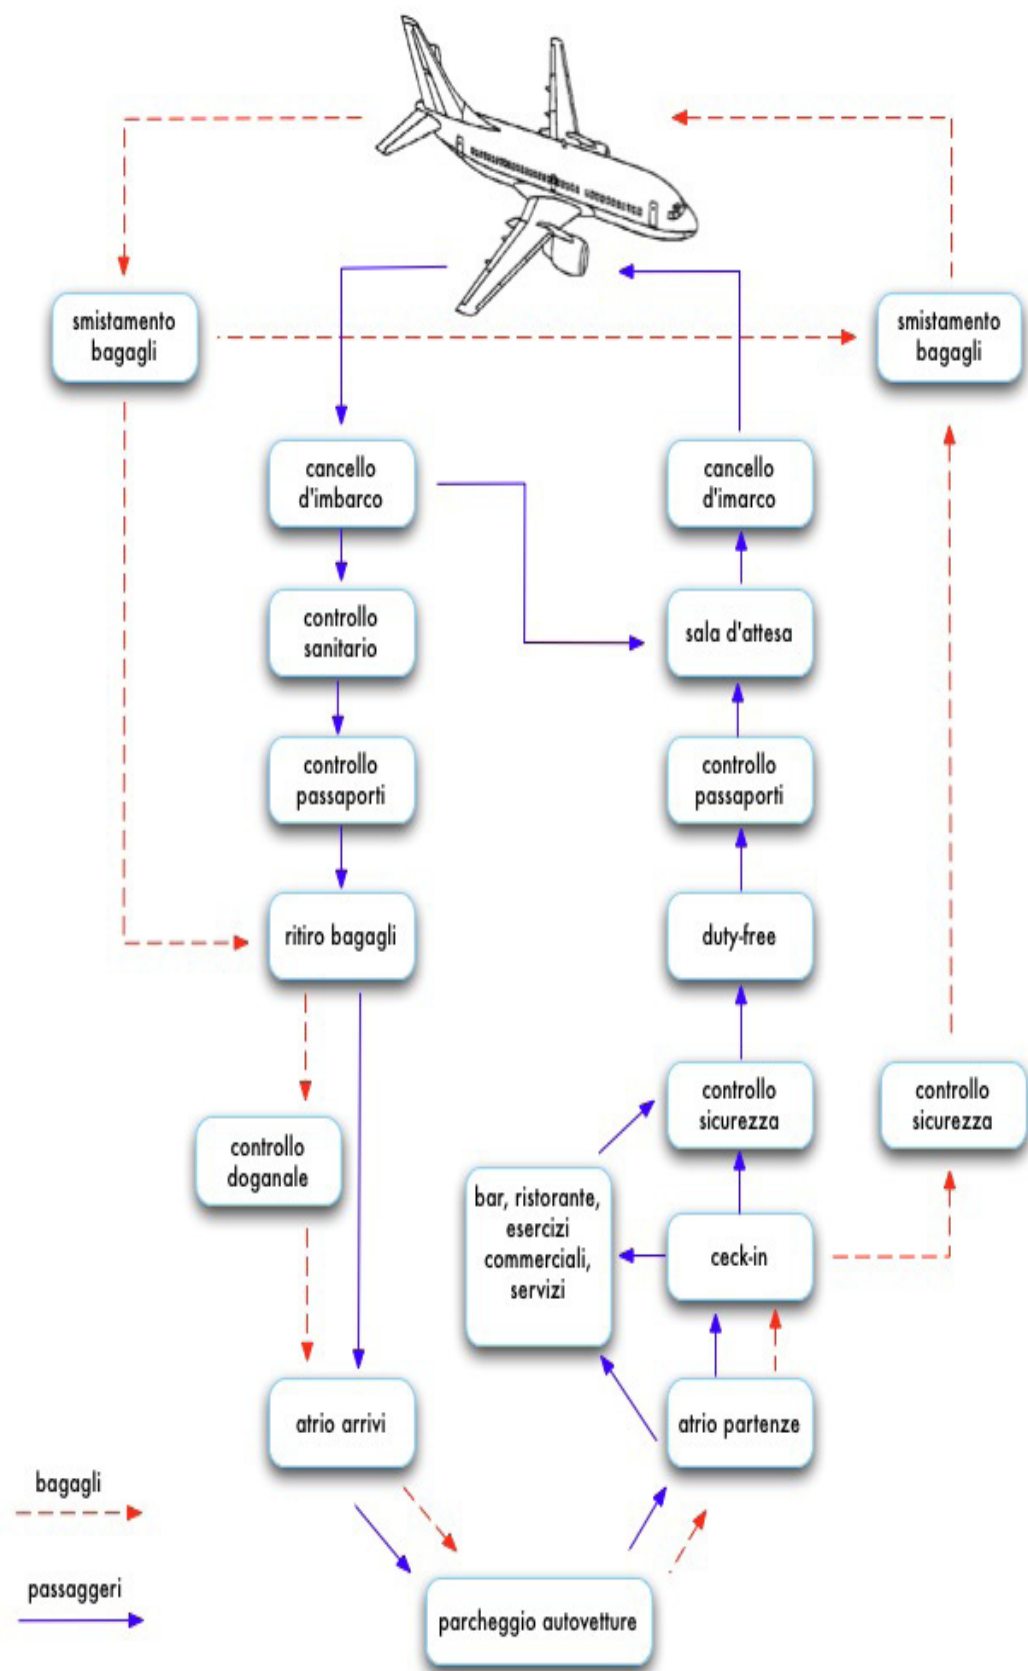 smistamento
bagagli
smistamento
bagagli
cancello
d'imbarco
cancello
d'imarco
controllo
sanitario
sala d'attesa
controllo
passaporti
controllo
passaporti
ritiro bagagli
duty-free
controllo
sicurezza
controllo
sicurezza
controllo
doganale
bar, ristorante,
esercizi
commerciali,
servizi
ceck-in
atrio arrivi
atrio partenze
bagagli
passaggeri
parcheggio autovetture